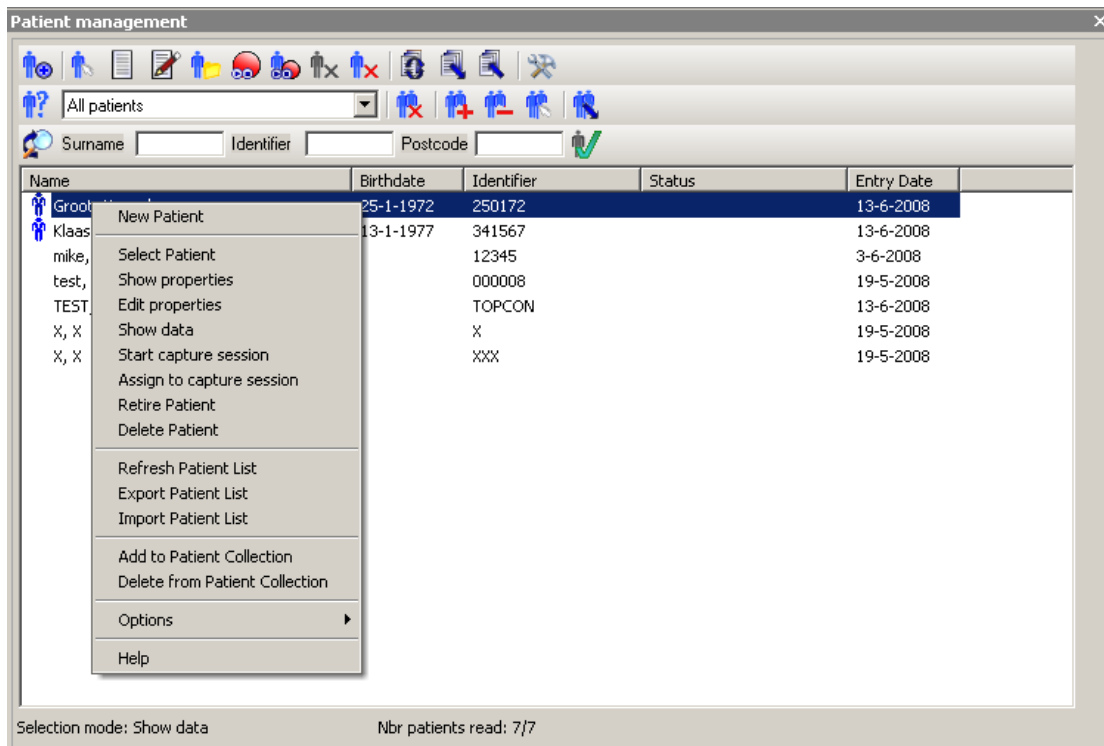 Patient management
All patients
Surname Identifier Postcode
Name Birthdate Identifier Status Entry Date
25-1-1972 250172 13-6-2008
Klaas 13-1-1977 341567 13-6-2008
mike, 12345 3-6-2008
test, 000008 19-5-2008
TEST_ TOPCON 13-6-2008
X, X X 19-5-2008
X, X XXX 19-5-2008
New Patient
Select Patient
Show properties
Edit properties
Show data
Start capture session
Assign to capture session
Retire Patient
Delete Patient
Refresh Patient List
Export Patient List
Import Patient List
Add to Patient Collection
Delete from Patient Collection
Options
Help
Selection mode: Show data Nbr patients read: 7/7